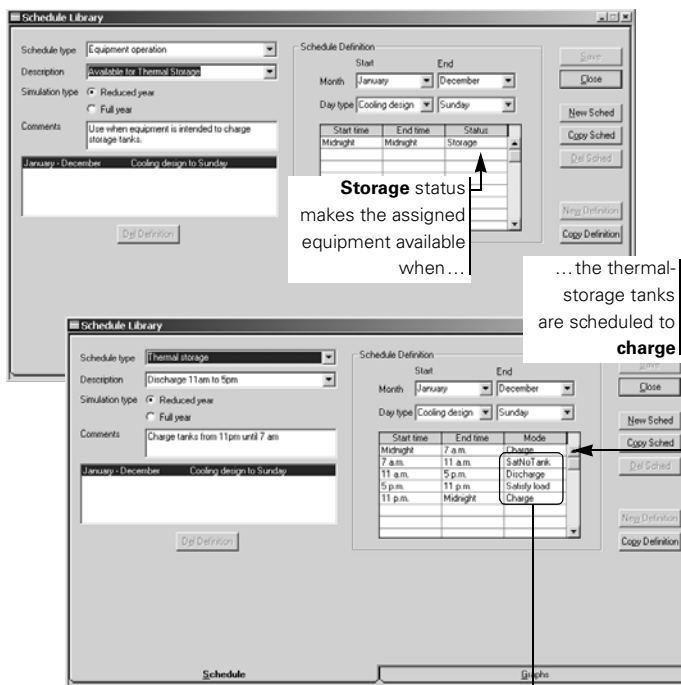 Schedule Library
Schedule type Equipment operation
Description Available for Thermal Storage
Simulation type Reduced year
Full year
Comments Use when equipment is intended to charge
storage tanks.
January - December Cooling design to Sunday
Del Definition
Schedule Definition
Start End
Month January December
Day type Cooling design Sunday
Start time End time Status
Midnight Midnight Storage
Save
Close
New Sched
Copy Sched
Del Sched
New Definition
Copy Definition
Storage status
makes the assigned
equipment available
when...
...the thermal-
storage tanks
are scheduled to
charge
Schedule Library
Schedule type Thermal storage
Description Discharge 11am to 5pm
Simulation type Reduced year
Full year
Comments Charge tanks from 11pm until 7 am
January - December Cooling design to Sunday
Del Definition
Schedule Definition
Start End
Month January December
Day type Cooling design Sunday
Start time End time Mode
Midnight 7 a.m. Charge
7 a.m. 11 a.m. SatNoTank
11 a.m. 5 p.m. Discharge
5 p.m. 11 p.m. Satisfy load
11 p.m. Midnight Charge
Save
Close
New Sched
Copy Sched
Del Sched
New Definition
Copy Definition
Schedule Graphs